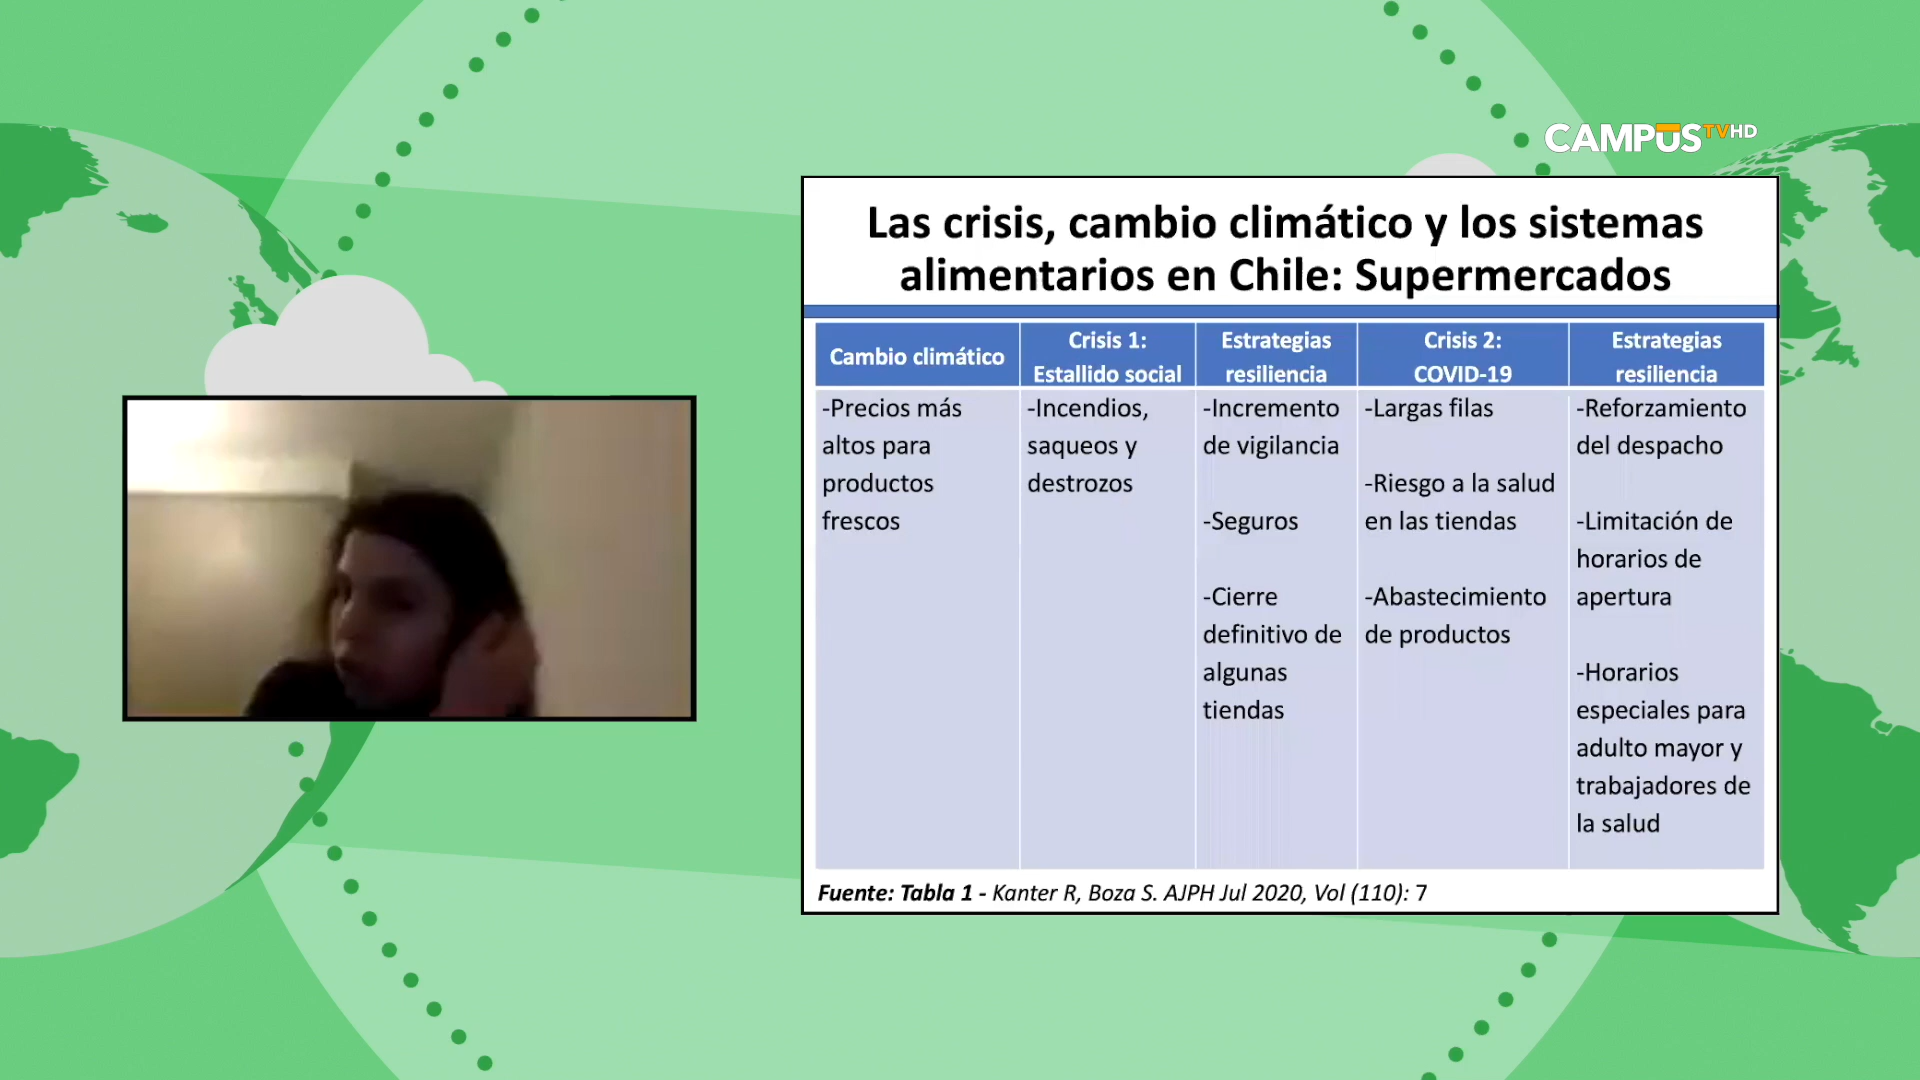 CAMPUSTVHD
Las crisis, cambio climático y los sistemas
alimentarios en Chile: Supermercados
Cambio climático
Crisis 1:
Estallido social
Estrategias
resiliencia
Crisis 2:
COVID-19
Estrategias
resiliencia
-Precios más
altos para
productos
frescos
-Incendios,
saqueos y
destrozos
-Incremento
de vigilancia
-Seguros
-Cierre
definitivo de
algunas
tiendas
-Largas filas
-Riesgo a la salud
en las tiendas
-Abastecimiento
de productos
-Reforzamiento
del despacho
-Limitación de
horarios de
apertura
-Horarios
especiales para
adulto mayor y
trabajadores de
la salud
Fuente: Tabla 1 - Kanter R, Boza S. AJPH Jul 2020, Vol (110): 7